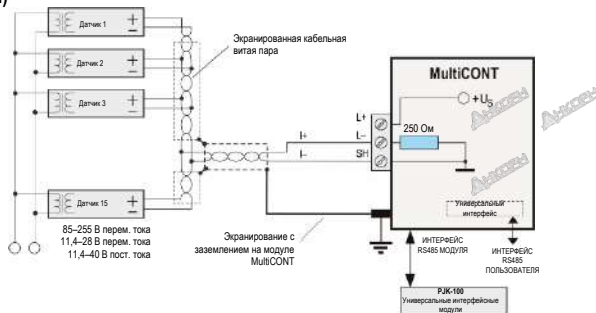 Датчик 1
Датчик 2
Датчик 3
Датчик 15
85–255 В перем. тока
11,4–28 В перем. тока
11,4–40 В пост. тока
Экранированная кабельная
витая пара
I+
I–
Экранирование с
заземлением на модуле
MultiCONT
MultiCONT
+US
L+
L–
SH
250 Ом
Универсальный
интерфейс
ИНТЕРФЕЙС
RS485 МОДУЛЯ
ИНТЕРФЕЙС
RS485
ПОЛЬЗОВАТЕЛЯ
PJK-100
Универсальные интерфейсные
модули